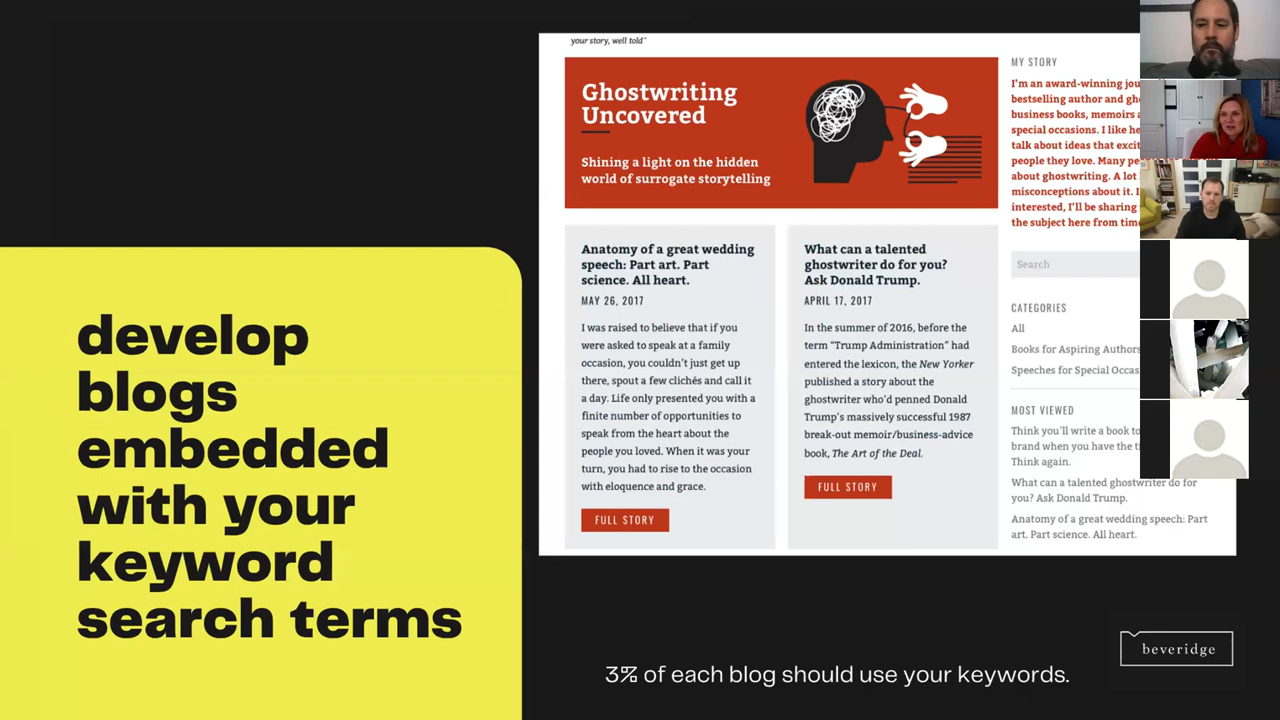 develop
blogs
embedded
with your
keyword
search terms
your story, well told™
Ghostwriting
Uncovered
Shining a light on the hidden
world of surrogate storytelling
Anatomy of a great wedding
speech: Part art. Part
science. All heart.
MAY 26, 2017
I was raised to believe that if you
were asked to speak at a family
occasion, you couldn't just get up
there, spout a few clichés and call it
a day. Life only presented you with a
finite number of opportunities to
speak from the heart about the
people you loved. When it was your
turn, you had to rise to the occasion
with eloquence and grace.
FULL STORY
What can a talented
ghostwriter do for you?
Ask Donald Trump.
APRIL 17, 2017
In the summer of 2016, before the
term “Trump Administration” had
entered the lexicon, the New Yorker
published a story about the
ghostwriter who'd penned Donald
Trump's massively successful 1987
break-out memoir/business-advice
book, The Art of the Deal.
FULL STORY
MY STORY
I'm an award-winning
bestselling author and
business books, memoirs
special occasions. I like
talk about ideas that
people they love. Many
about ghostwriting. A lot
misconceptions about it.
interested, I'll be sharing
the subject here from
Search
CATEGORIES
All
Books for Aspiring Authors
Speeches for Special
MOST VIEWED
Think you'll write a book to
brand when you have the
Think again.
What can a talented ghostwriter do for
you? Ask Donald Trump.
Anatomy of a great wedding speech: Part
art. Part science. All heart.
3% of each blog should use your keywords.
beveridge